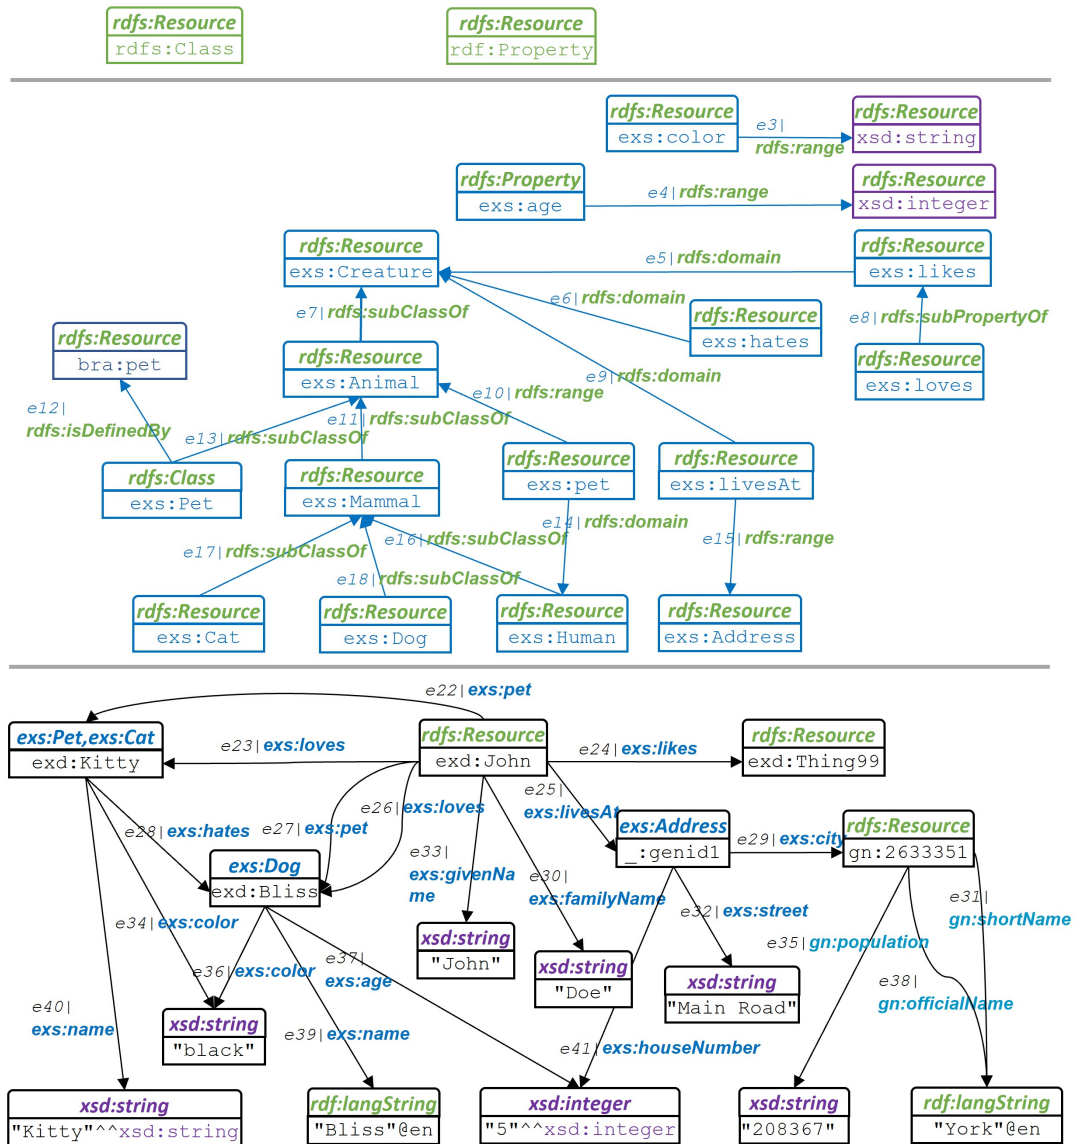 rdfs:Resource
rdfs:Class
rdfs:Resource
rdf:Property
rdfs:Resource
exs:color
e3|
rdfs:range
rdfs:Resource
xsd:string
rdfs:Property
exs:age
e4|rdfs:range
rdfs:Resource
xsd:integer
rdfs:Resource
exs:Creature
e5|rdfs:domain
rdfs:Resource
exs:likes
e6|rdfs:domain
e7|rdfs:subClassOf
rdfs:Resource
exs:hates
e8|rdfs:subPropertyOf
rdfs:Resource
bra:pet
rdfs:Resource
exs:Animal
rdfs:Resource
exs:loves
e9|rdfs:domain
e10|rdfs:range
e12|
rdfs:isDefinedBy
e11|rdfs:subClassOf
e13|rdfs:subClassOf
rdfs:Class
exs:Pet
rdfs:Resource
exs:Mammal
rdfs:Resource
exs:pet
rdfs:Resource
exs:livesAt
e14|rdfs:domain
e15|rdfs:range
e16|rdfs:subClassOf
e17|rdfs:subClassOf
e18|rdfs:subClassOf
rdfs:Resource
exs:Cat
rdfs:Resource
exs:Dog
rdfs:Resource
exs:Human
rdfs:Resource
exs:Address
e22|exs:pet
exs:Pet,exs:Cat
exd:Kitty
e23|exs:loves
rdfs:Resource
exd:John
e24|exs:likes
rdfs:Resource
exd:Thing99
e25|
exs:livesAt
e26|exs:loves
e28|exs:hates
e27|exs:pet
exs:Address
_:genid1
e29|exs:city
rdfs:Resource
gn:2633351
exs:Dog
exd:Bliss
e33|
exs:givenNa
me
e30|
exs:familyName
e31|
gn:shortName
e34|
exs:color
e32|exs:street
e35|gn:population
xsd:string
"John"
e36|exs:color
e37|
exs:age
xsd:string
"Doe"
xsd:string
"Main Road"
e38|
gn:officialName
e40|
exs:name
xsd:string
"black"
e39|exs:name
e41|exs:houseNumber
xsd:string
"Kitty"^^xsd:string
rdf:langString
"Bliss"@en
xsd:integer
"5"^^xsd:integer
xsd:string
"208367"
rdf:langString
"York"@en